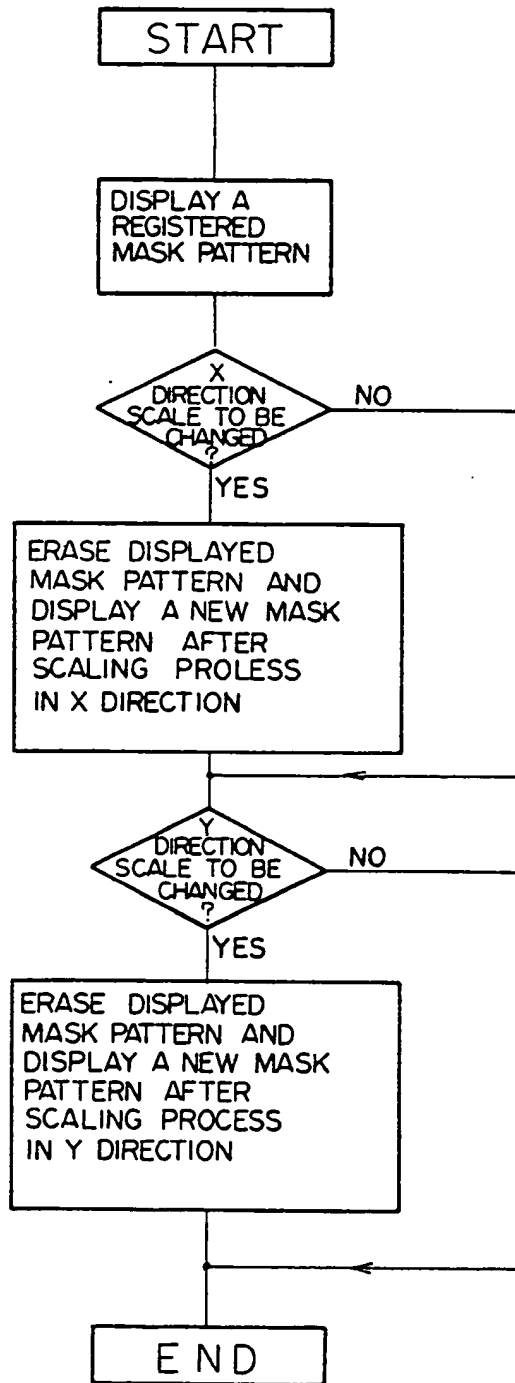 START
DISPLAY A
REGISTERED
MASK PATTERN
X
DIRECTION
SCALE TO BE
CHANGED
?
NO
YES
ERASE DISPLAYED
MASK PATTERN AND
DISPLAY A NEW MASK
PATTERN AFTER
SCALING PROLESS
IN X DIRECTION
Y
DIRECTION
SCALE TO BE
CHANGED
?
NO
YES
ERASE DISPLAYED
MASK PATTERN AND
DISPLAY A NEW MASK
PATTERN AFTER
SCALING PROCESS
IN Y DIRECTION
END